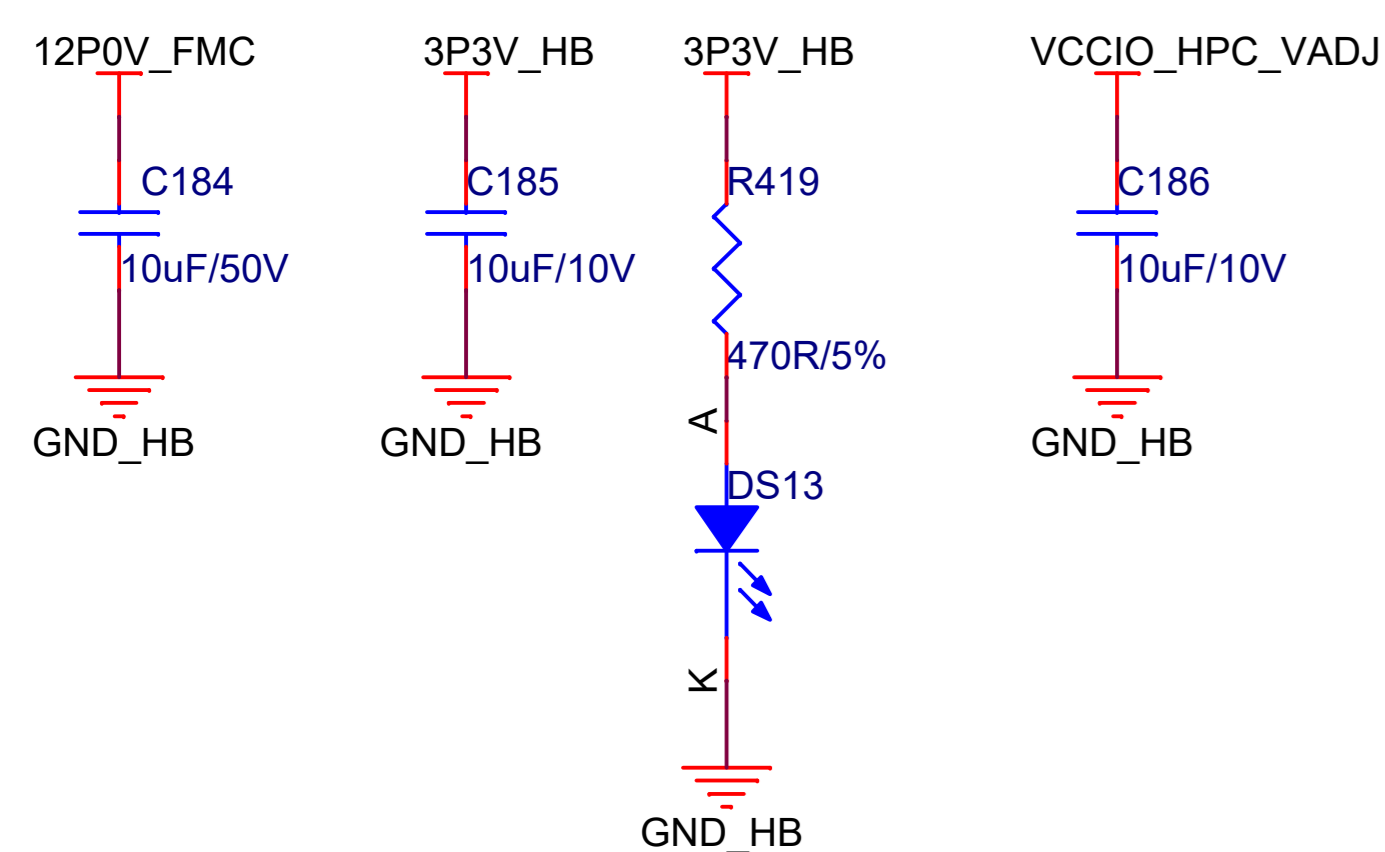 12P0V_FMC
3P3V_HB
3P3V_HB
VCCIO_HPC_VADJ
C184
C185
R419
C186
10uF/50V
10uF/10V
10uF/10V
470R/5%
A
GND_HB
GND_HB
GND_HB
DS13
K
GND_HB